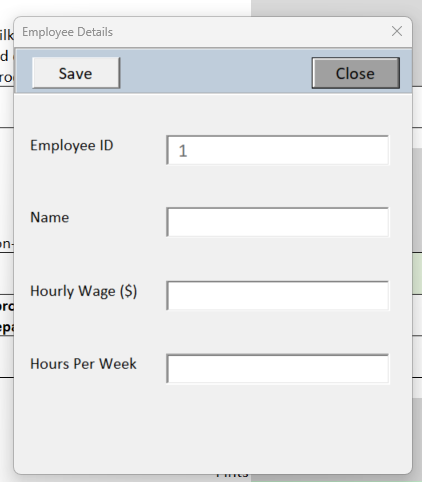 Employee Details
Save
Close
Employee ID
1
Name
Hourly Wage ($)
Hours Per Week